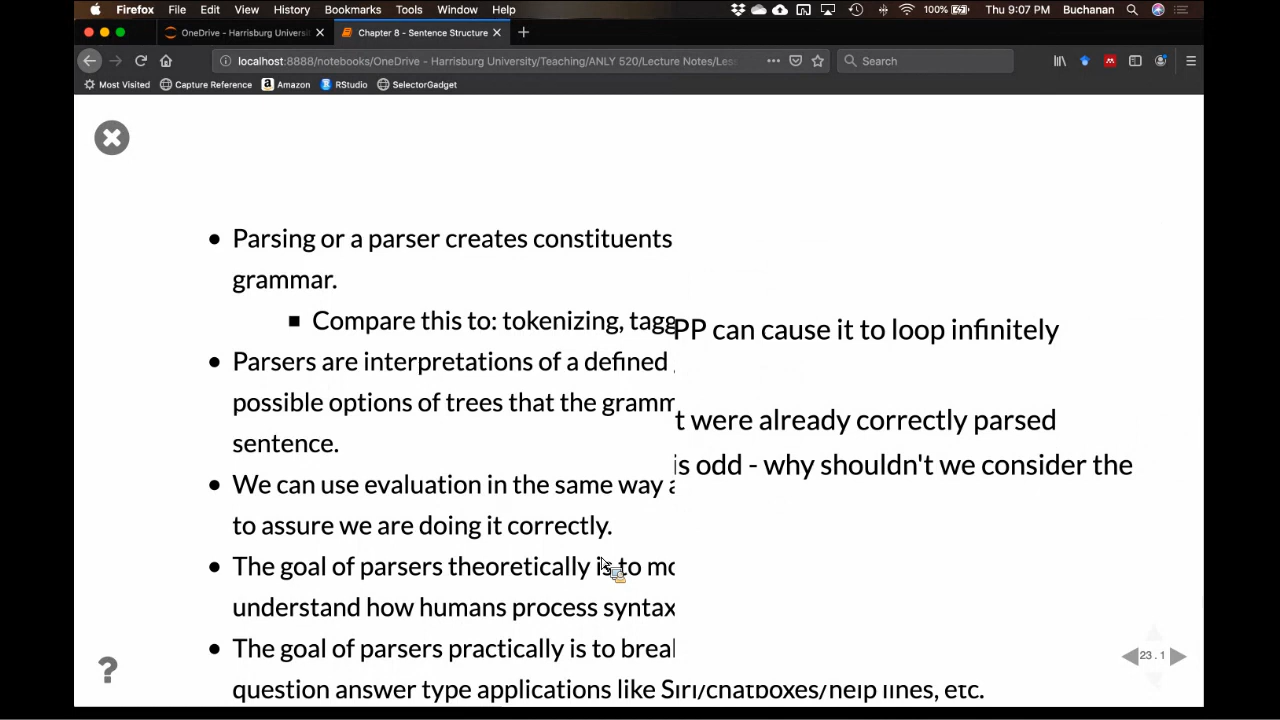 Firefox File Edit View History Bookmarks Tools Window Help 100% Thu 9:07 PM Buchanan
OneDrive - Harrisburg Universi Chapter 8 - Sentence Structure
localhost:8888/notebooks/OneDrive - Harrisburg University/Teaching/ANLY 520/Lecture Notes/Les Search
Most Visited Capture Reference Amazon RStudio SelectorGadget
Parsing or a parser creates constituents
grammar.
Compare this to: tokenizing, tagg
PP can cause it to loop infinitely
Parsers are interpretations of a defined
possible options of trees that the gramm
t were already correctly parsed
sentence.
is odd - why shouldn't we consider the
We can use evaluation in the same way a
to assure we are doing it correctly.
The goal of parsers theoretically is to mo
understand how humans process syntax
The goal of parsers practically is to break
23.1
question answer type applications like Siri/chatboxes/help lines, etc.